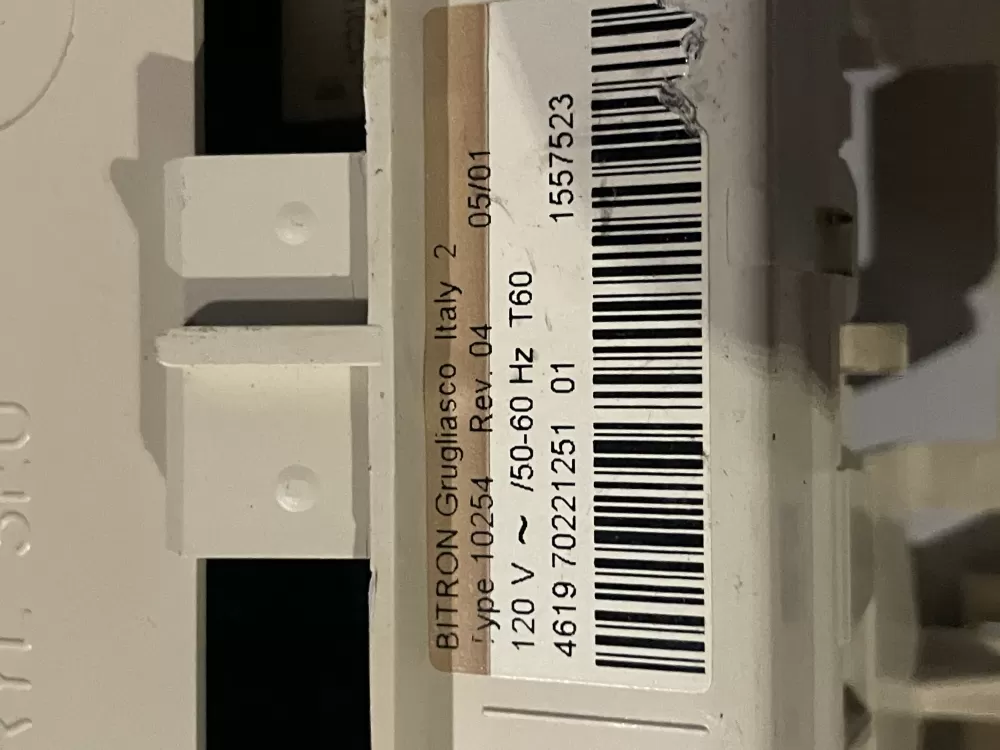 BITRON Grugliasco Italy 2
Type 10254 Rev. 04 05/01
120 V ~ /50-60 Hz T60
4619 70221251 01 1557523